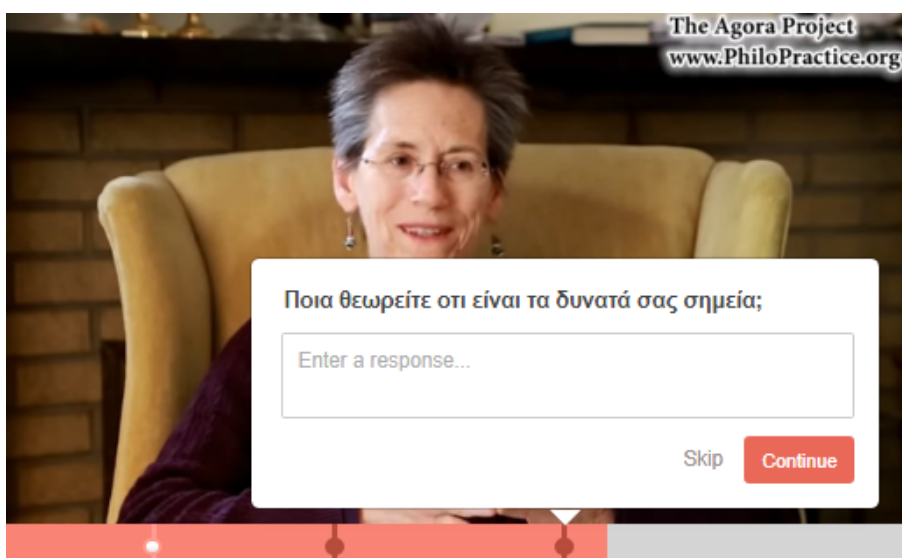 The Agora Project
www.PhiloPractice.org
Ποια θεωρείτε οτι είναι τα δυνατά σας σημεία;
Enter a response...
Skip
Continue